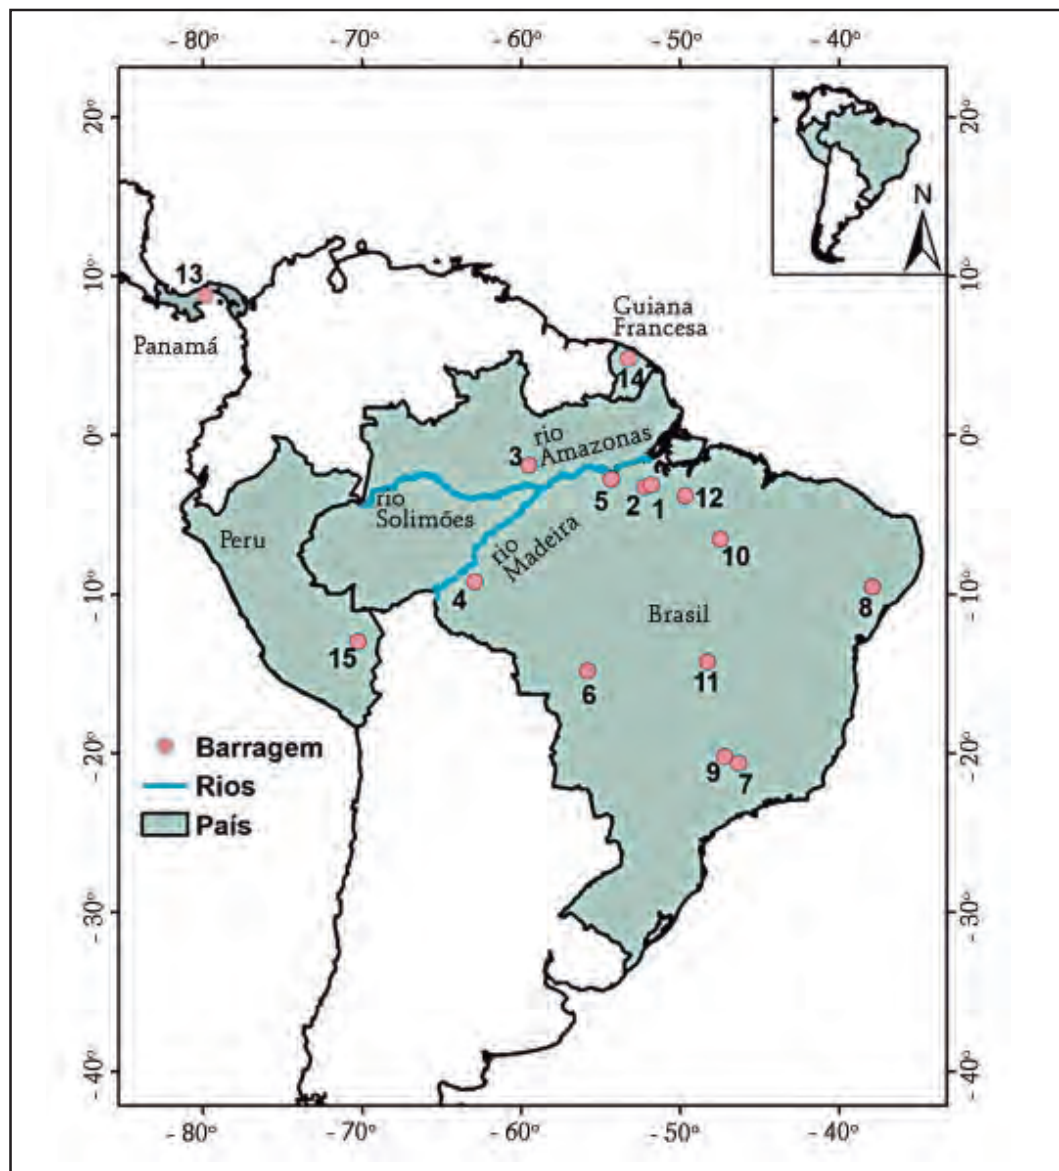 - 80° - 70° - 60° - 50° - 40°
20°
20°
N
10°
10°
13
Guiana
Francesa
Panamá
14
0°
0°
rio
Amazonas
3
12
5
2
1
rio
Solimões
rio
Madeira
Peru
10
- 10°
4
8
- 10°
Brasil
15
6
11
Barragem
- 20°
9
7
- 20°
Rios
País
- 30°
- 30°
- 40°
- 40°
- 80° - 70° - 60° - 50° - 40°